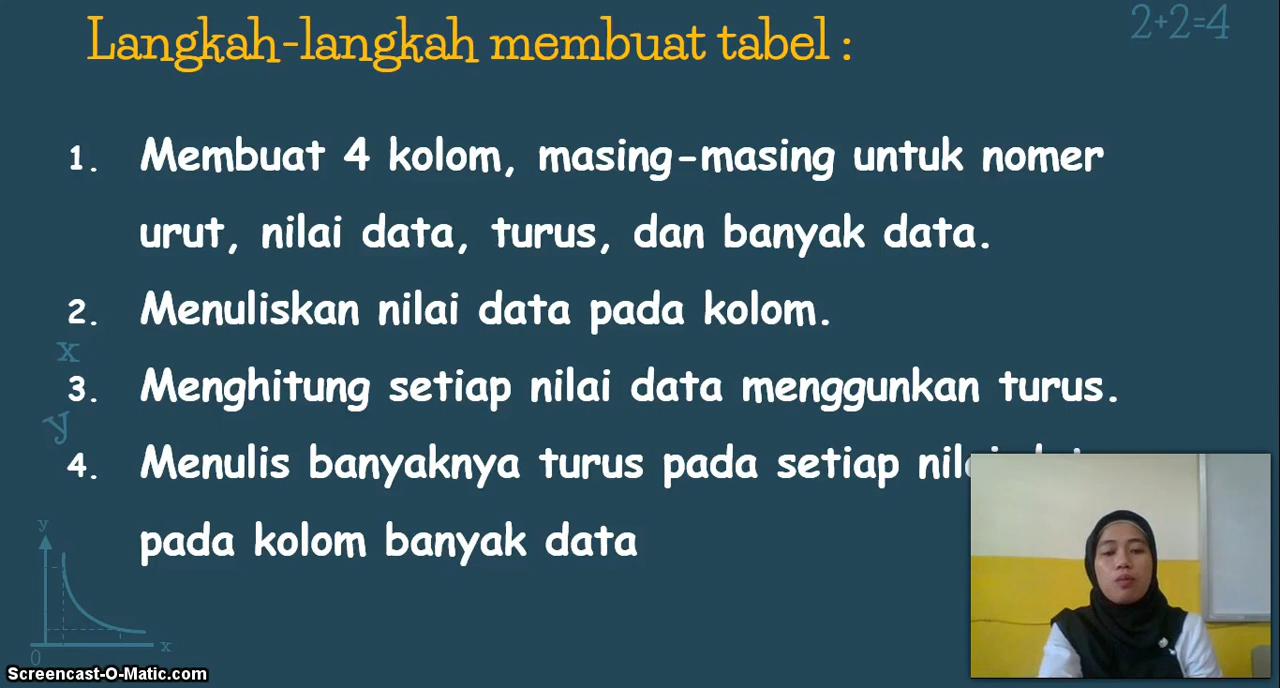 Langkah-langkah membuat tabel :
2+2=4
1. Membuat 4 kolom, masing-masing untuk nomer
urut, nilai data, turus, dan banyak data.
2. Menuliskan nilai data pada kolom.
x
3. Menghitung setiap nilai data menggunkan turus.
y
4. Menulis banyaknya turus pada setiap
pada kolom banyak data
y
x
0
Screencast-O-Matic.com